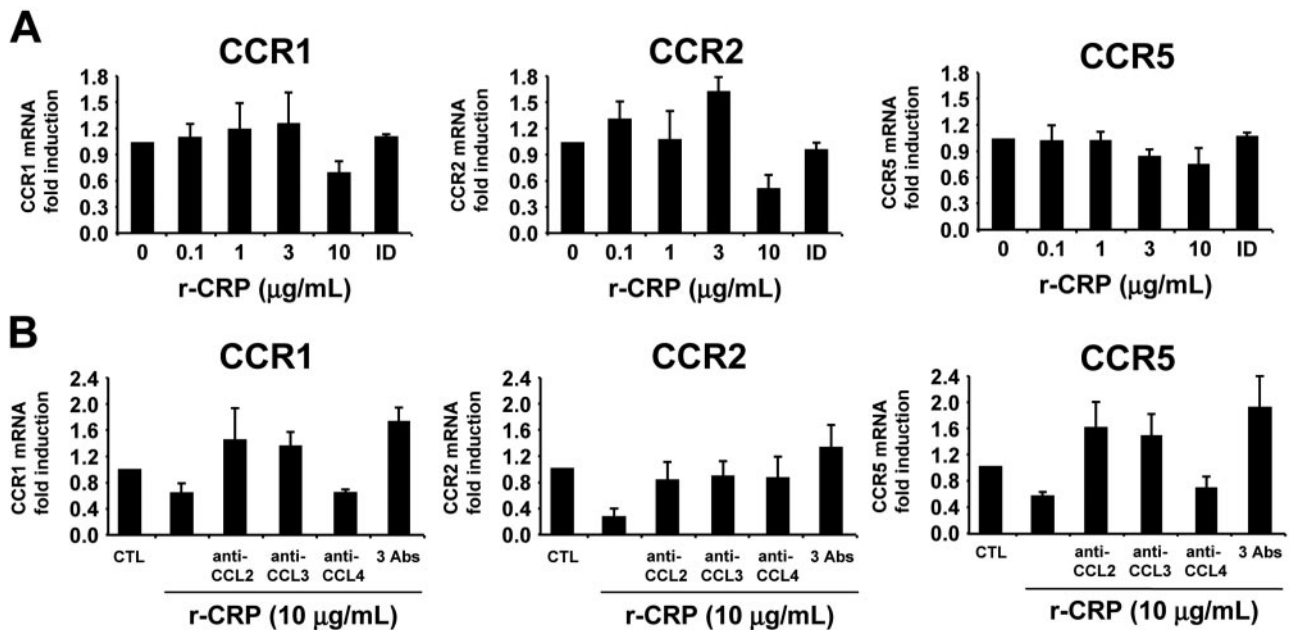 A
CCR1
CCR1 mRNA
fold induction
1.8
1.5
1.2
0.9
0.6
0.3
0.0
0 0.1 1 3 10 ID
r-CRP (μg/mL)
CCR2
CCR2 mRNA
fold induction
1.8
1.5
1.2
0.9
0.6
0.3
0.0
0 0.1 1 3 10 ID
r-CRP (μg/mL)
CCR5
CCR5 mRNA
fold induction
1.8
1.5
1.2
0.9
0.6
0.3
0.0
0 0.1 1 3 10 ID
r-CRP (μg/mL)
B
CCR1
CCR1 mRNA
fold induction
2.4
2.0
1.6
1.2
0.8
0.4
0.0
CTL anti- anti- anti- 3 Abs
CCL2 CCL3 CCL4
r-CRP (10 μg/mL)
CCR2
CCR2 mRNA
fold induction
2.4
2.0
1.6
1.2
0.8
0.4
0.0
CTL anti- anti- anti- 3 Abs
CCL2 CCL3 CCL4
r-CRP (10 μg/mL)
CCR5
CCR5 mRNA
fold induction
2.4
2.0
1.6
1.2
0.8
0.4
0.0
CTL anti- anti- anti- 3 Abs
CCL2 CCL3 CCL4
r-CRP (10 μg/mL)